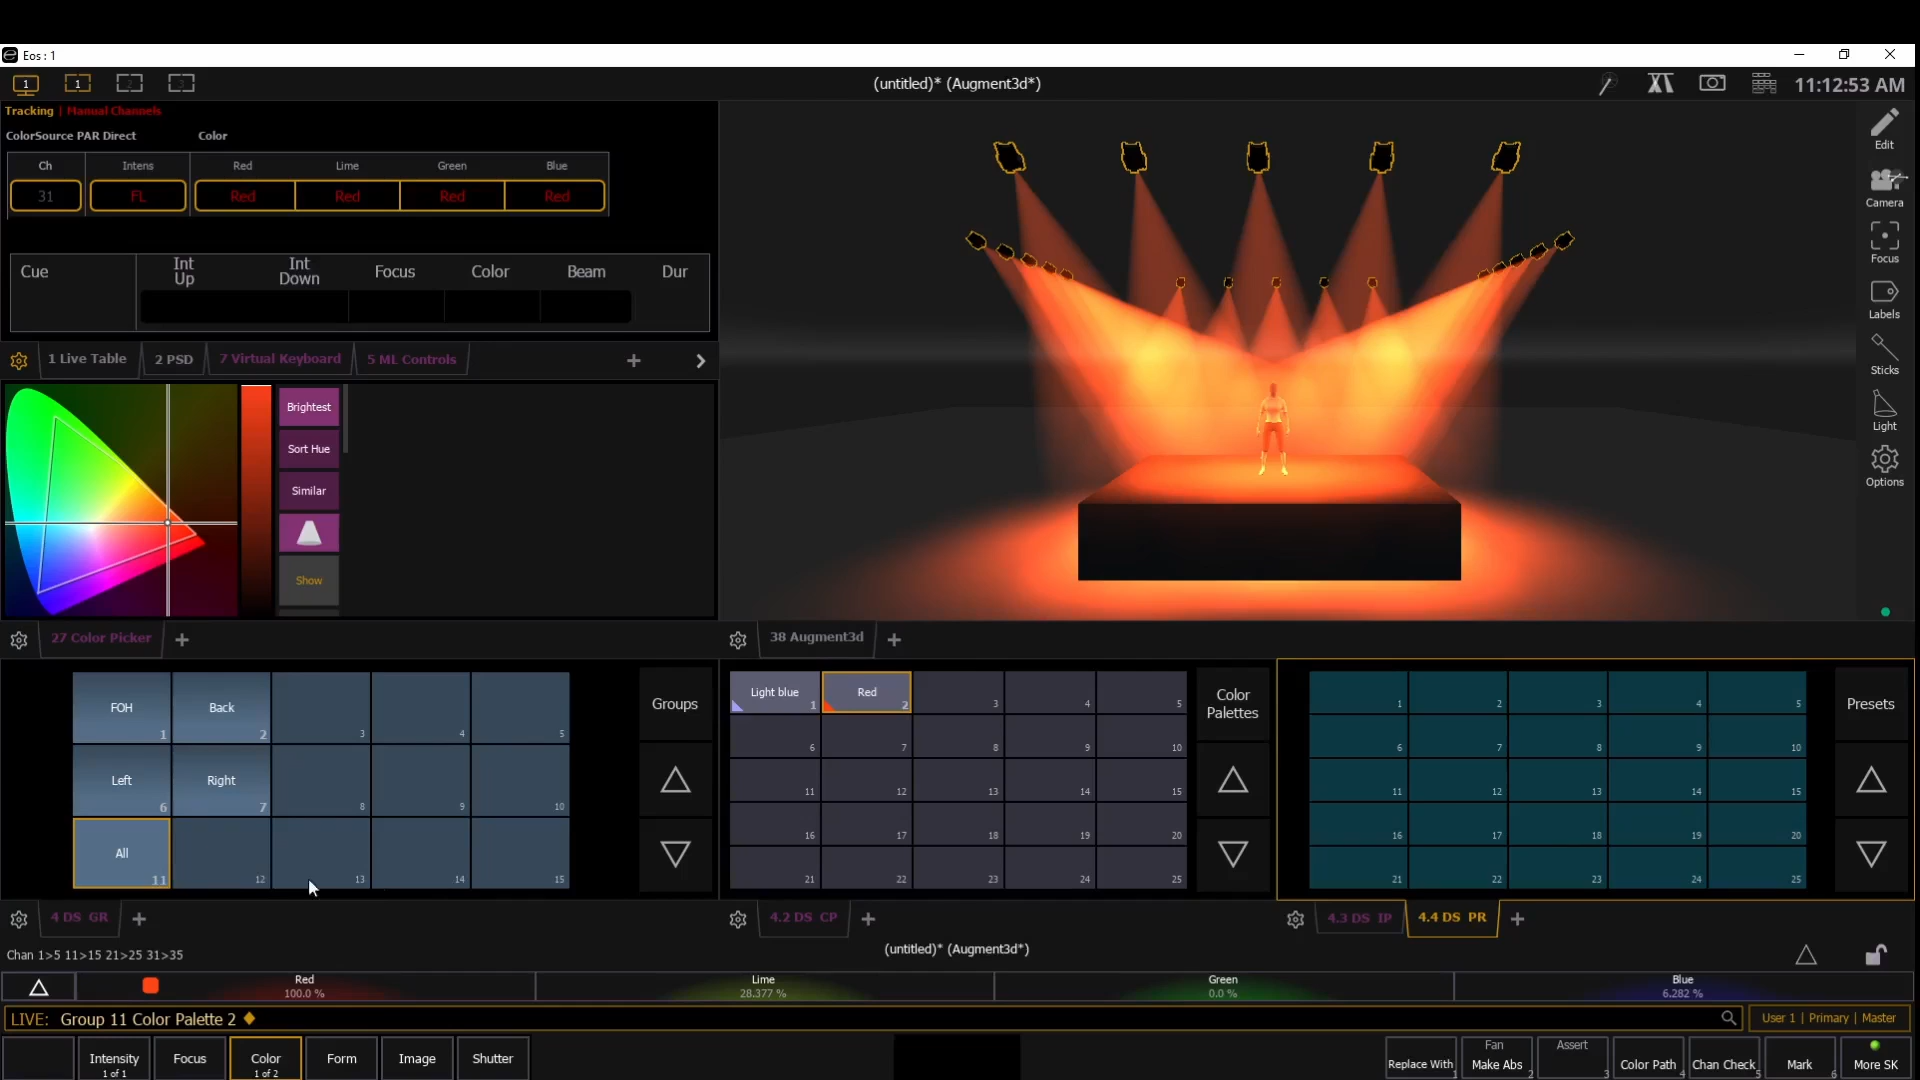 Eos : 1
1 1 2 3
(untitled)* (Augment3d*)
11:12:53 AM
Tracking | Manual Channels
ColorSource PAR Direct Color
Ch Intens Red Lime Green Blue
31 FL Red Red Red Red
Cue Int Up Int Down Focus Color Beam Dur
1 Live Table 2 PSD 7 Virtual Keyboard 5 ML Controls +
Brightest
Sort Hue
Similar
Show
Edit
Camera
Focus
Labels
Sticks
Light
Options
27 Color Picker +
38 Augment3d +
FOH 1 Back 2 3 4 5
Left 6 Right 7 8 9 10
All 11 12 13 14 15
Groups
Light blue 1 Red 2 3 4 5
6 7 8 9 10
11 12 13 14 15
16 17 18 19 20
21 22 23 24 25
Color
Palettes
1 2 3 4 5
6 7 8 9 10
11 12 13 14 15
16 17 18 19 20
21 22 23 24 25
Presets
4 DS GR +
4.2 DS CP +
4.3 DS IP 4.4 DS PR +
Chan 1>5 11>15 21>25 31>35
(untitled)* (Augment3d*)
Red
100.0 %
Lime
28.377 %
Green
0.0 %
Blue
6.282 %
LIVE: Group 11 Color Palette 2
User 1 | Primary | Master
Intensity
1 of 1
Focus
Color
1 of 2
Form
Image
Shutter
Replace With 1
Fan
Make Abs 2
Assert
3
Color Path 4
Chan Check 5
Mark 6
More SK